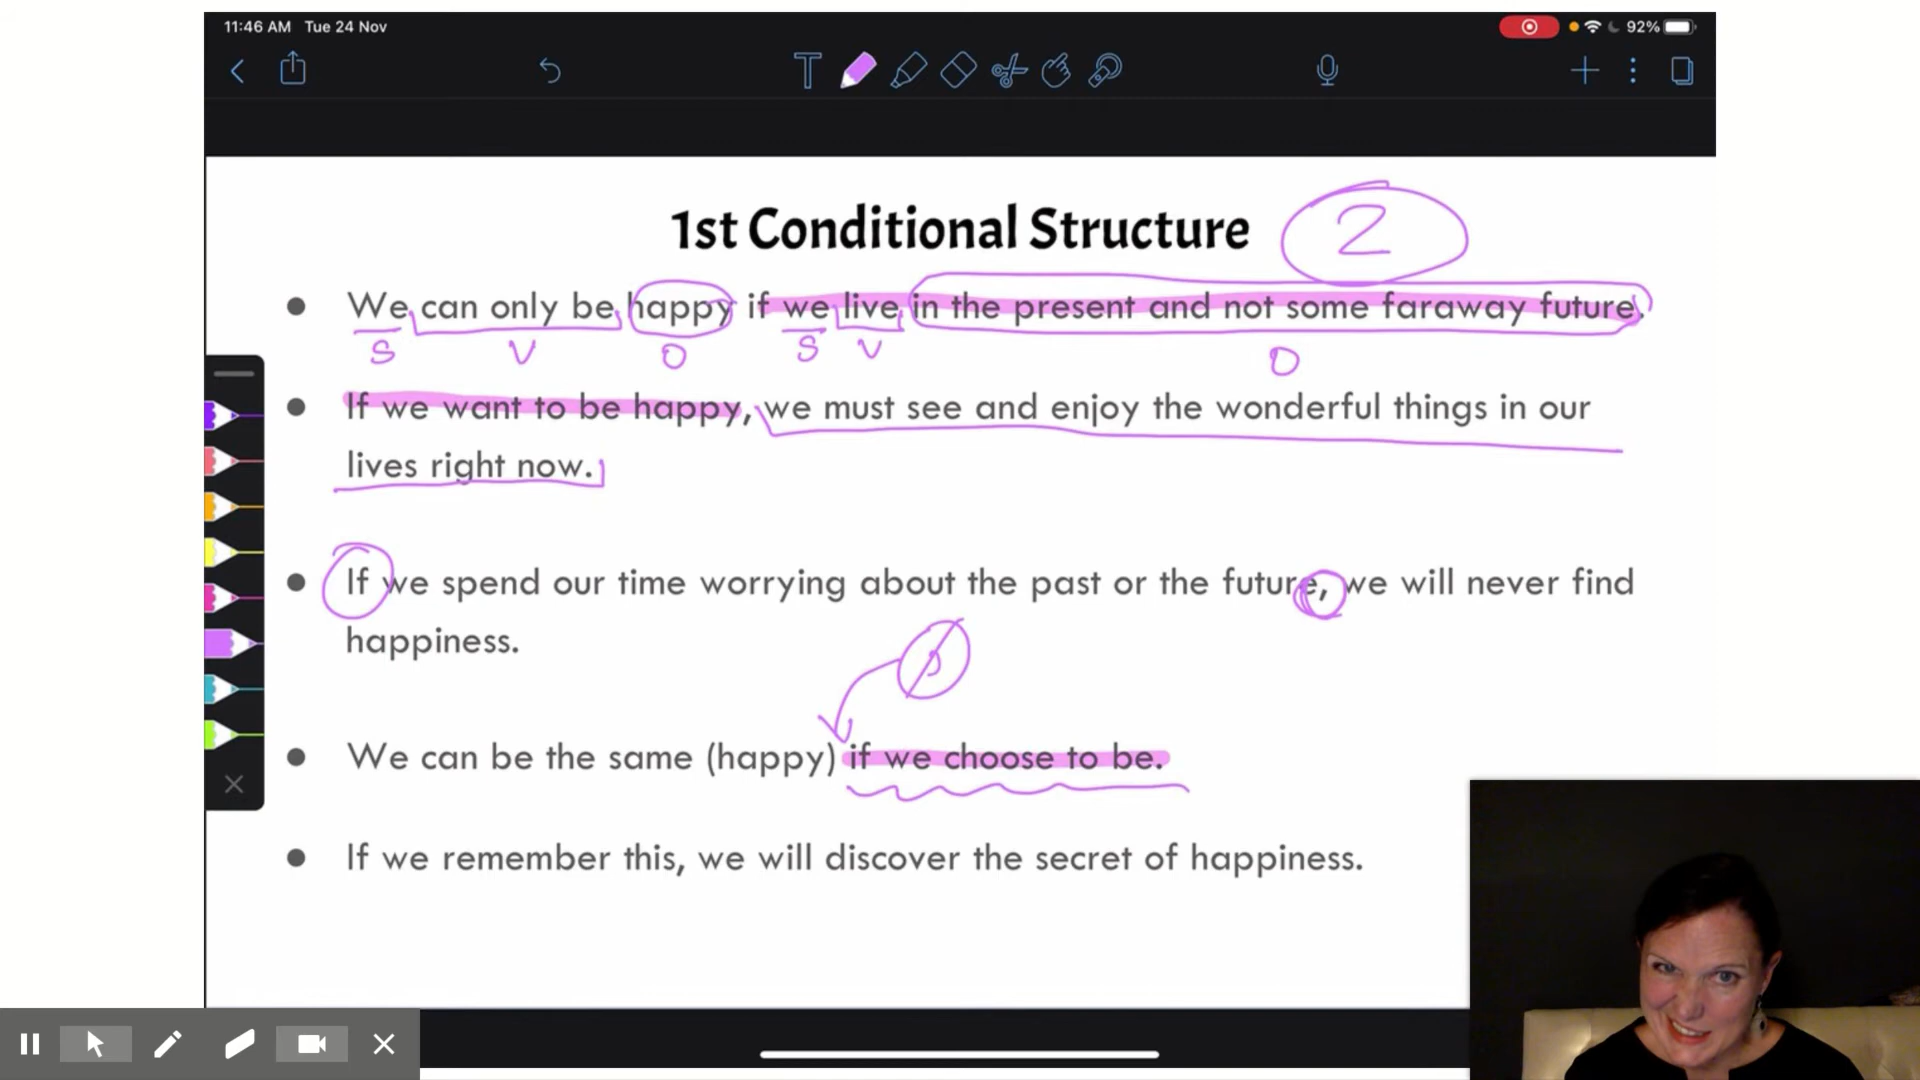 11:46 AM Tue 24 Nov
92%
1st Conditional Structure
2
We can only be happy if we live in the present and not some faraway future.
S V O S V O
If we want to be happy, we must see and enjoy the wonderful things in our
lives right now.
If we spend our time worrying about the past or the future, we will never find
happiness.
We can be the same (happy) if we choose to be.
If we remember this, we will discover the secret of happiness.